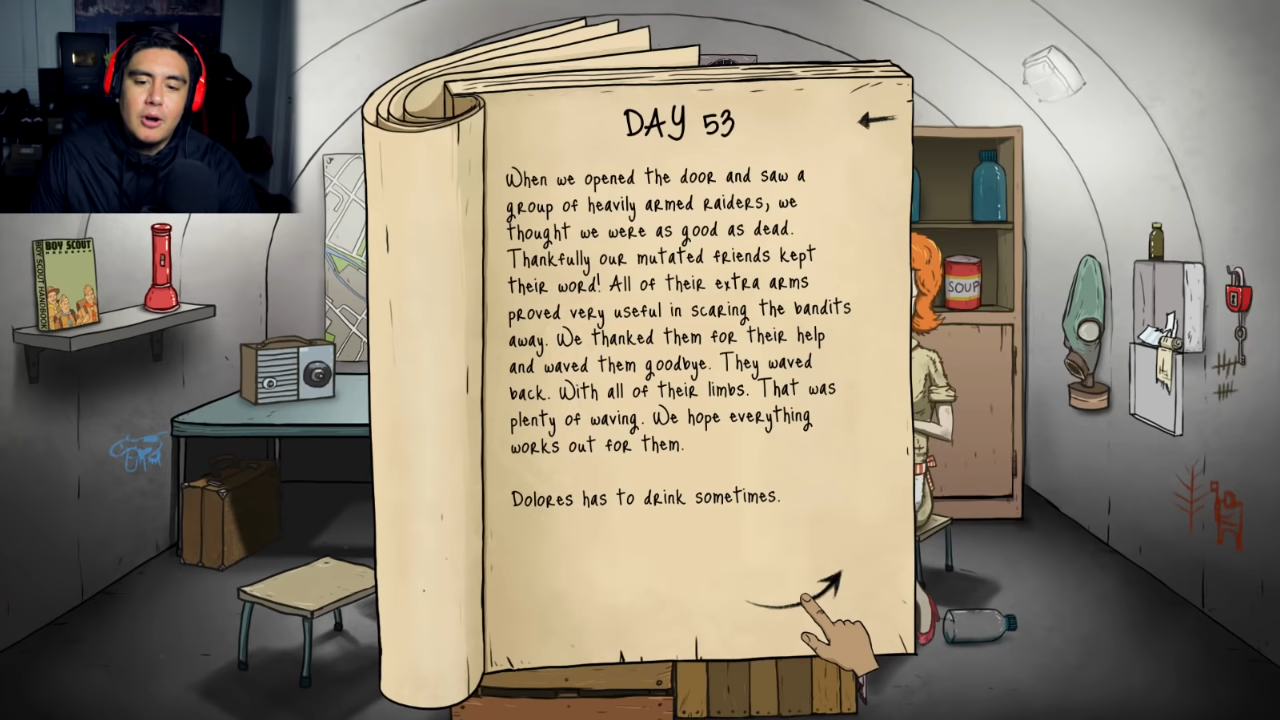 DAY 53
When we opened the door and saw a
group of heavily armed raiders, we
thought we were as good as dead.
Thankfully our mutated friends kept
their word! All of their extra arms
proved very useful in scaring the bandits
away. We thanked them for their help
and waved them goodbye. They waved
back. With all of their limbs. That was
plenty of waving. We hope everything
works out for them.
Dolores has to drink sometimes.
BOY SCOUT
BOY SCOUT HANDBOOK
SOUP